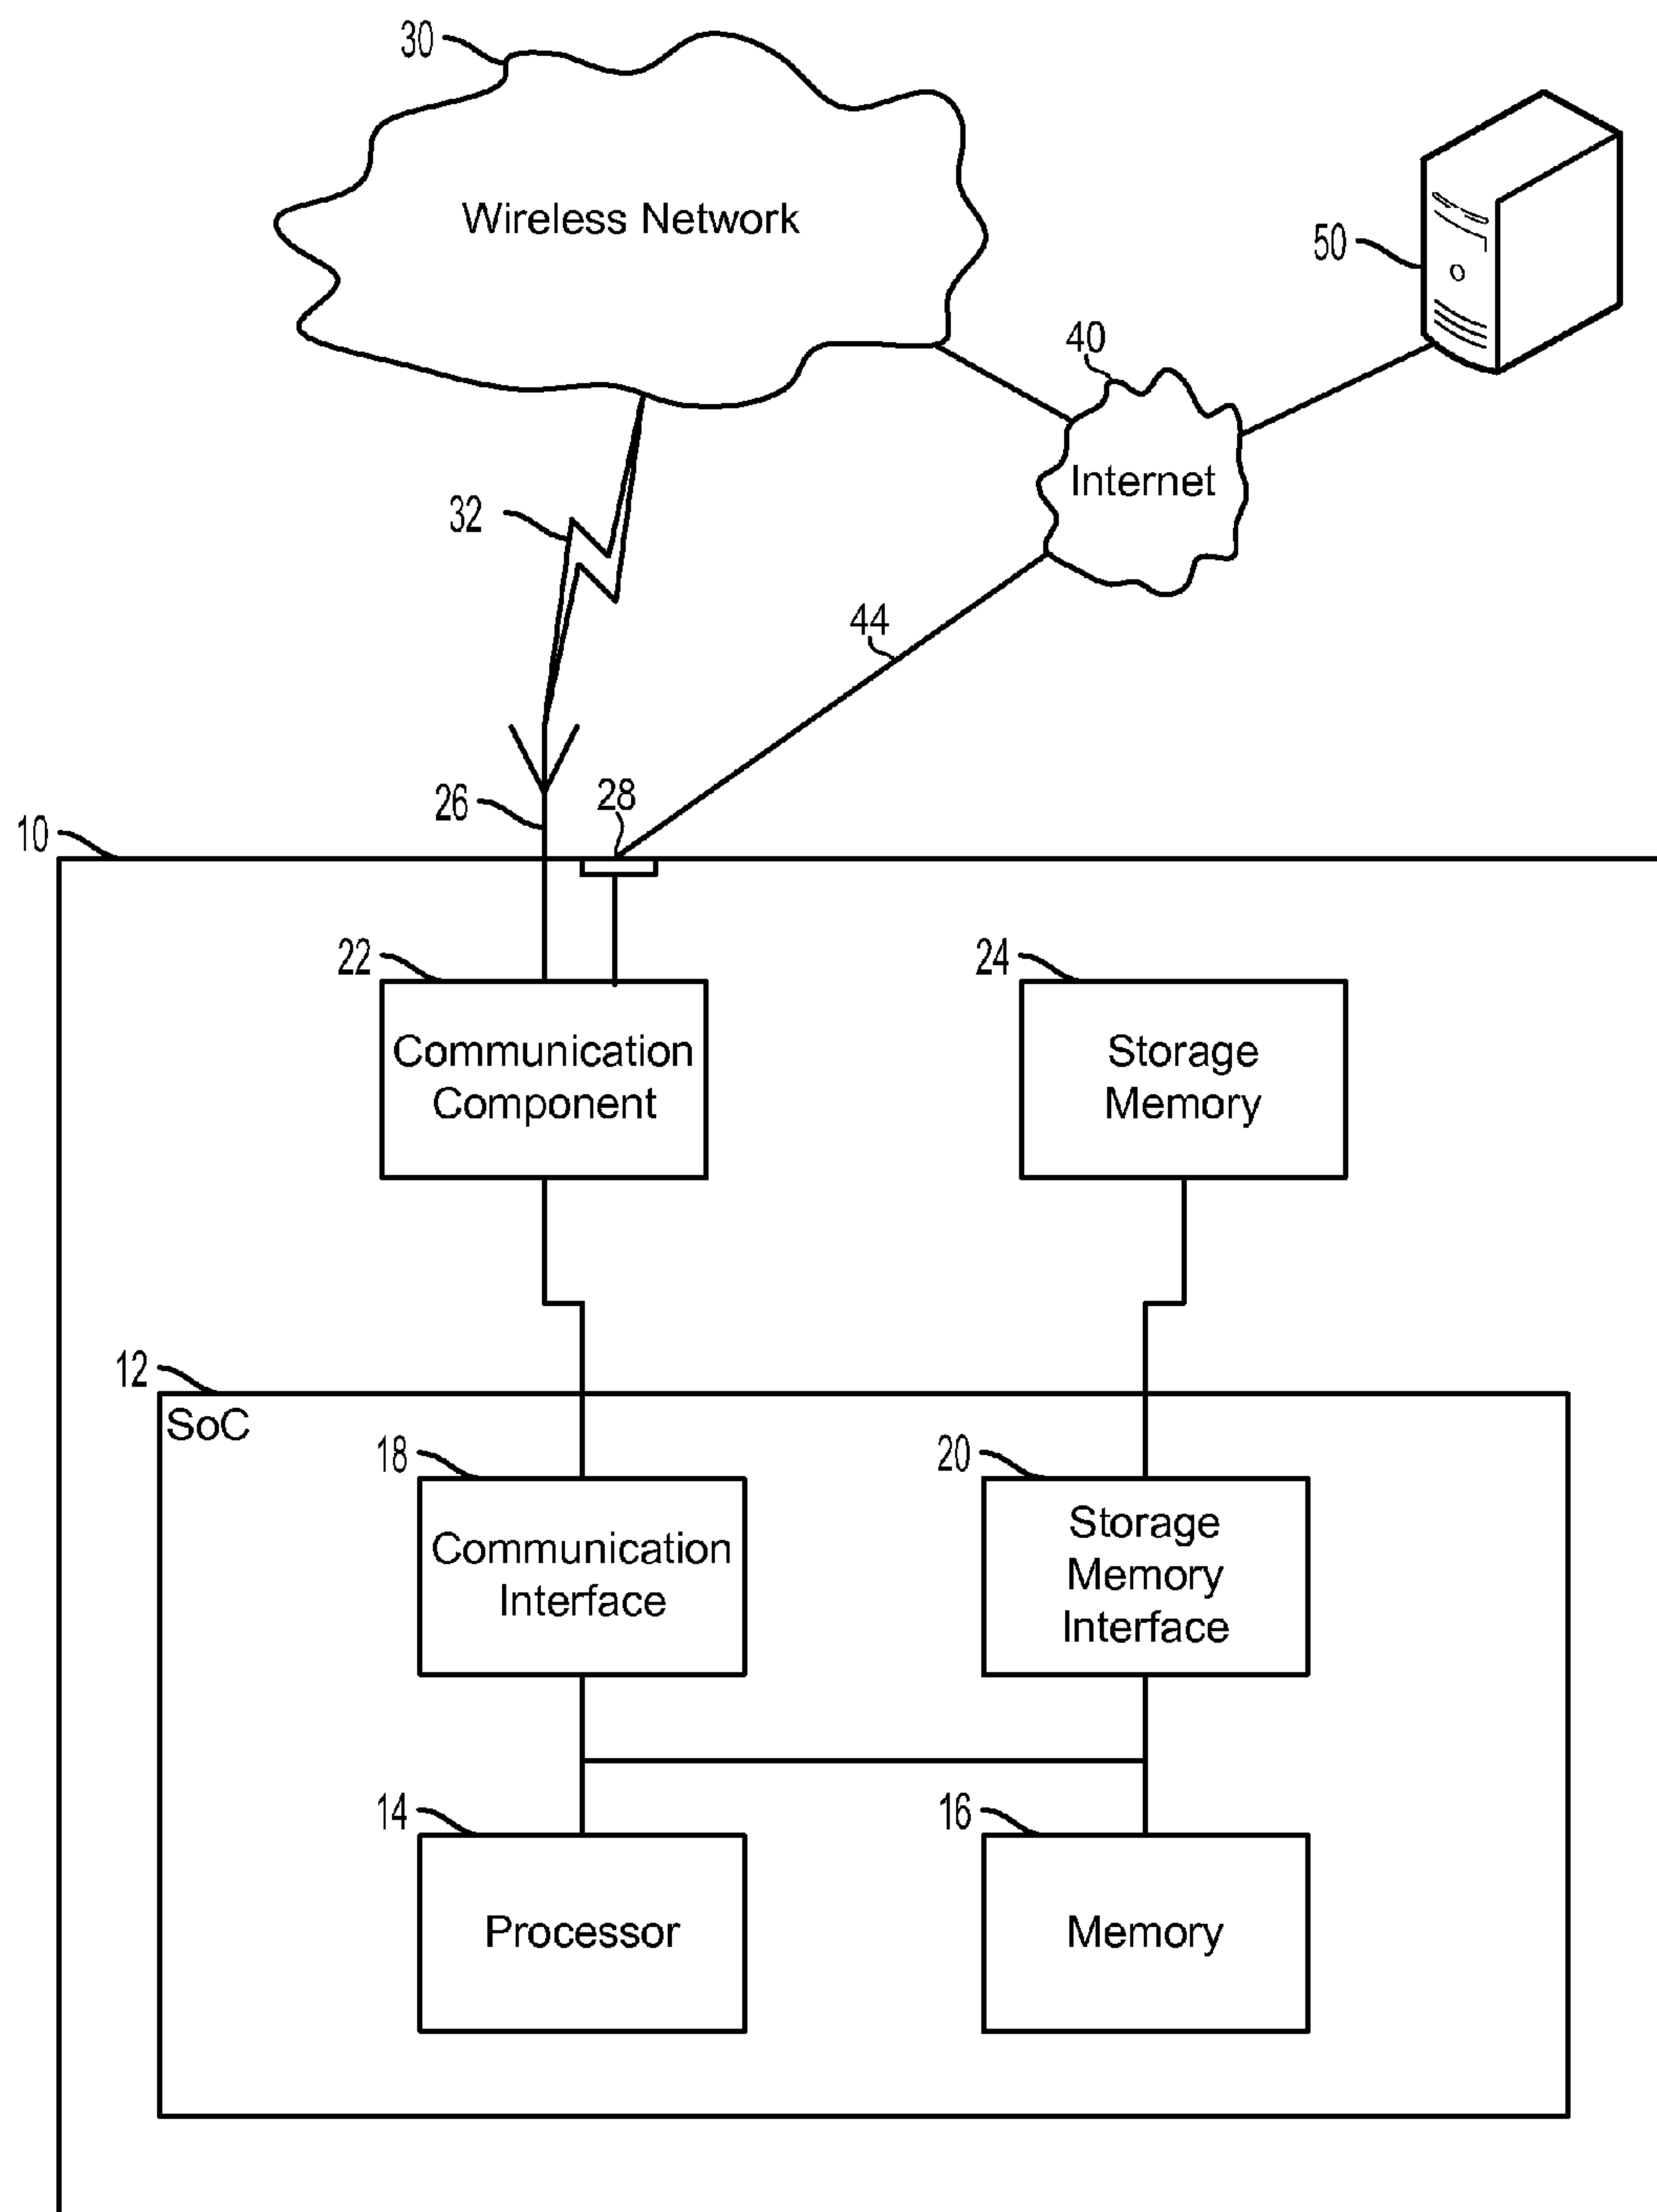 30
Wireless Network
50
40
Internet
32
44
26
28
10
22
24
Communication
Component
Storage
Memory
12
SoC
18
20
Communication
Interface
Storage
Memory
Interface
14
16
Processor
Memory